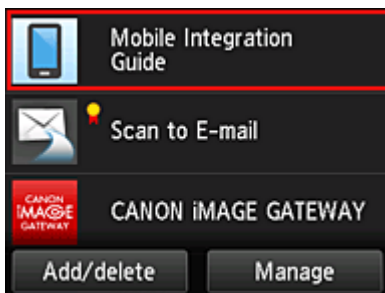 Mobile Integration
Guide
Scan to E-mail
CANON
iMAGE
GATEWAY
CANON iMAGE GATEWAY
Add/delete
Manage